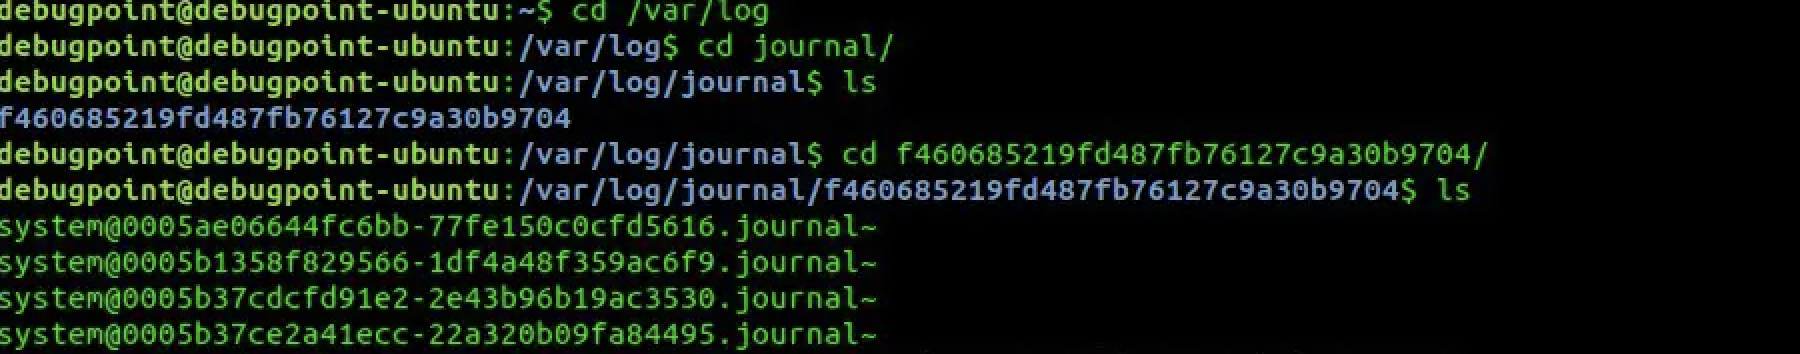 debugpoint@debugpoint-ubuntu:~$ cd /var/log
debugpoint@debugpoint-ubuntu:/var/log$ cd journal/
debugpoint@debugpoint-ubuntu:/var/log/journal$ ls
f460685219fd487fb76127c9a30b9704
debugpoint@debugpoint-ubuntu:/var/log/journal$ cd f460685219fd487fb76127c9a30b9704/
debugpoint@debugpoint-ubuntu:/var/log/journal/f460685219fd487fb76127c9a30b9704$ ls
system@0005ae06644fc6bb-77fe150c0cfd5616.journal~
system@0005b1358f829566-1df4a48f359ac6f9.journal~
system@0005b37cdcfd91e2-2e43b96b19ac3530.journal~
system@0005b37ce2a41ecc-22a320b09fa84495.journal~